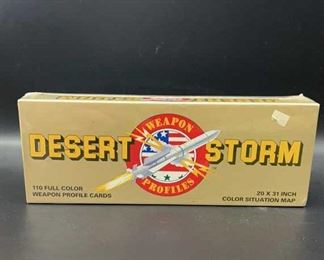 WEAPON
DESERT STORM
PROFILES
110 FULL COLOR
WEAPON PROFILE CARDS
20 X 31 INCH
COLOR SITUATION MAP